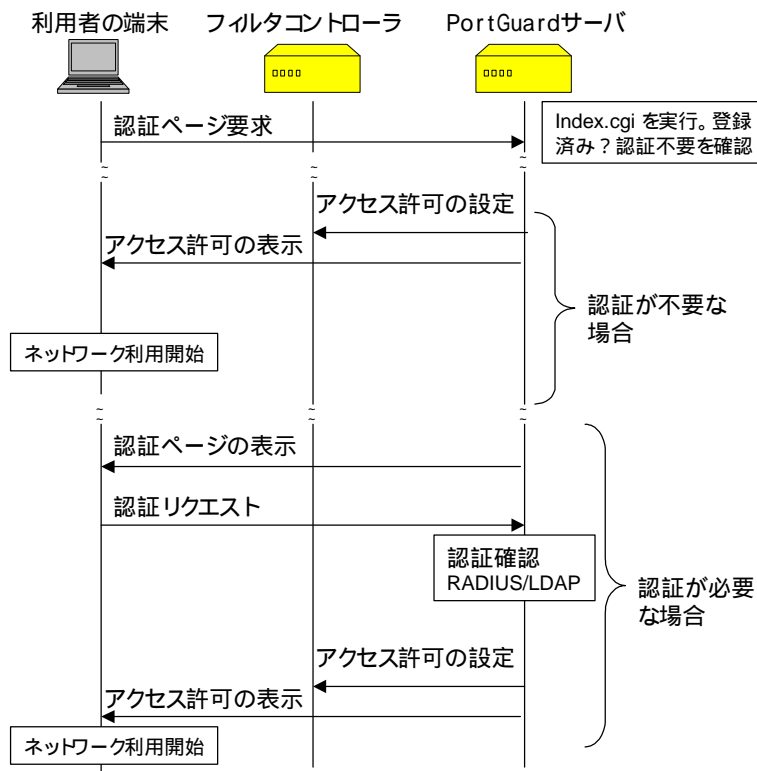 利用者の端末
フィルタコントローラ
PortGuardサーバ
認証ページ要求
Index.cgi を実行。登録
済み？認証不要を確認
~
~
~
~
~
~
アクセス許可の設定
アクセス許可の表示
認証が不要な
場合
ネットワーク利用開始
~
~
~
~
~
~
認証ページの表示
認証リクエスト
認証確認
RADIUS/LDAP
認証が必要
な場合
アクセス許可の設定
アクセス許可の表示
ネットワーク利用開始